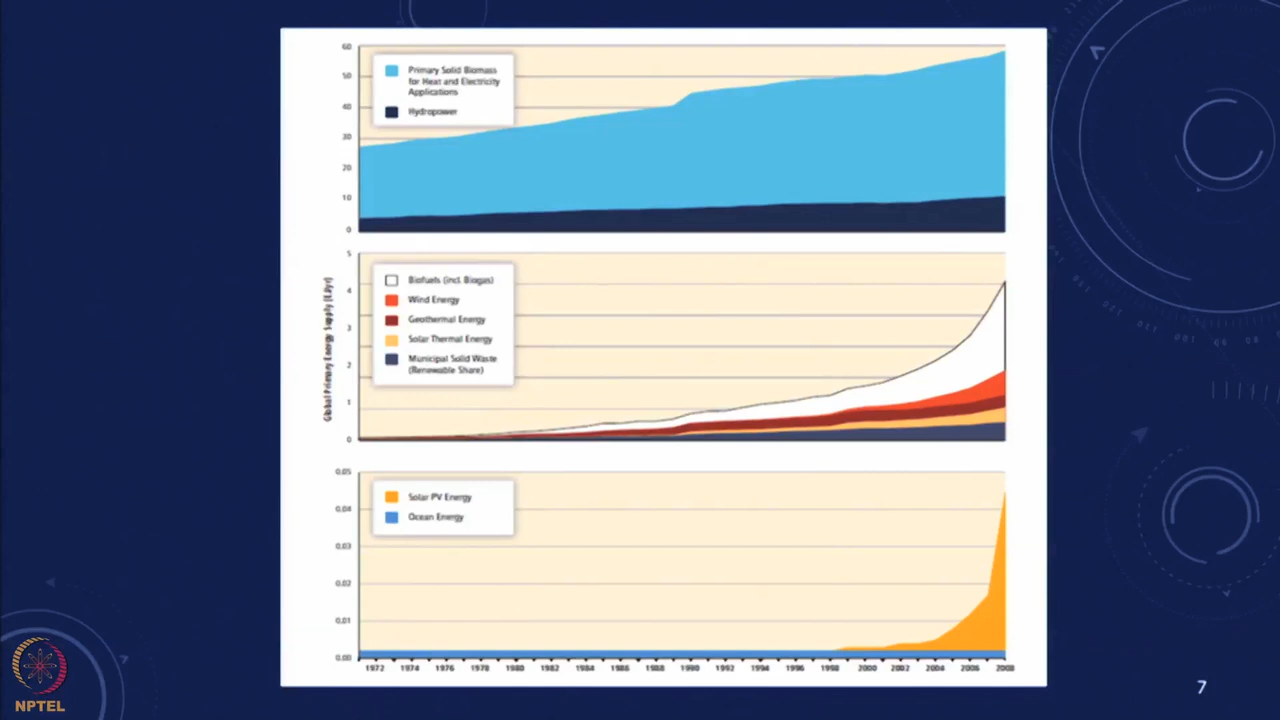 60
50
40
30
20
10
0
Primary Solid Biomass
for Heat and Electricity
Applications
Hydropower
Global Primary Energy Supply [EJ/yr]
5
4
3
2
1
0
Biofuels (incl. Biogas)
Wind Energy
Geothermal Energy
Solar Thermal Energy
Municipal Solid Waste
(Renewable Share)
0.05
0.04
0.03
0.02
0.01
0.00
Solar PV Energy
Ocean Energy
1972 1974 1976 1978 1980 1982 1984 1986 1988 1990 1992 1994 1996 1998 2000 2002 2004 2006 2008
NPTEL
7